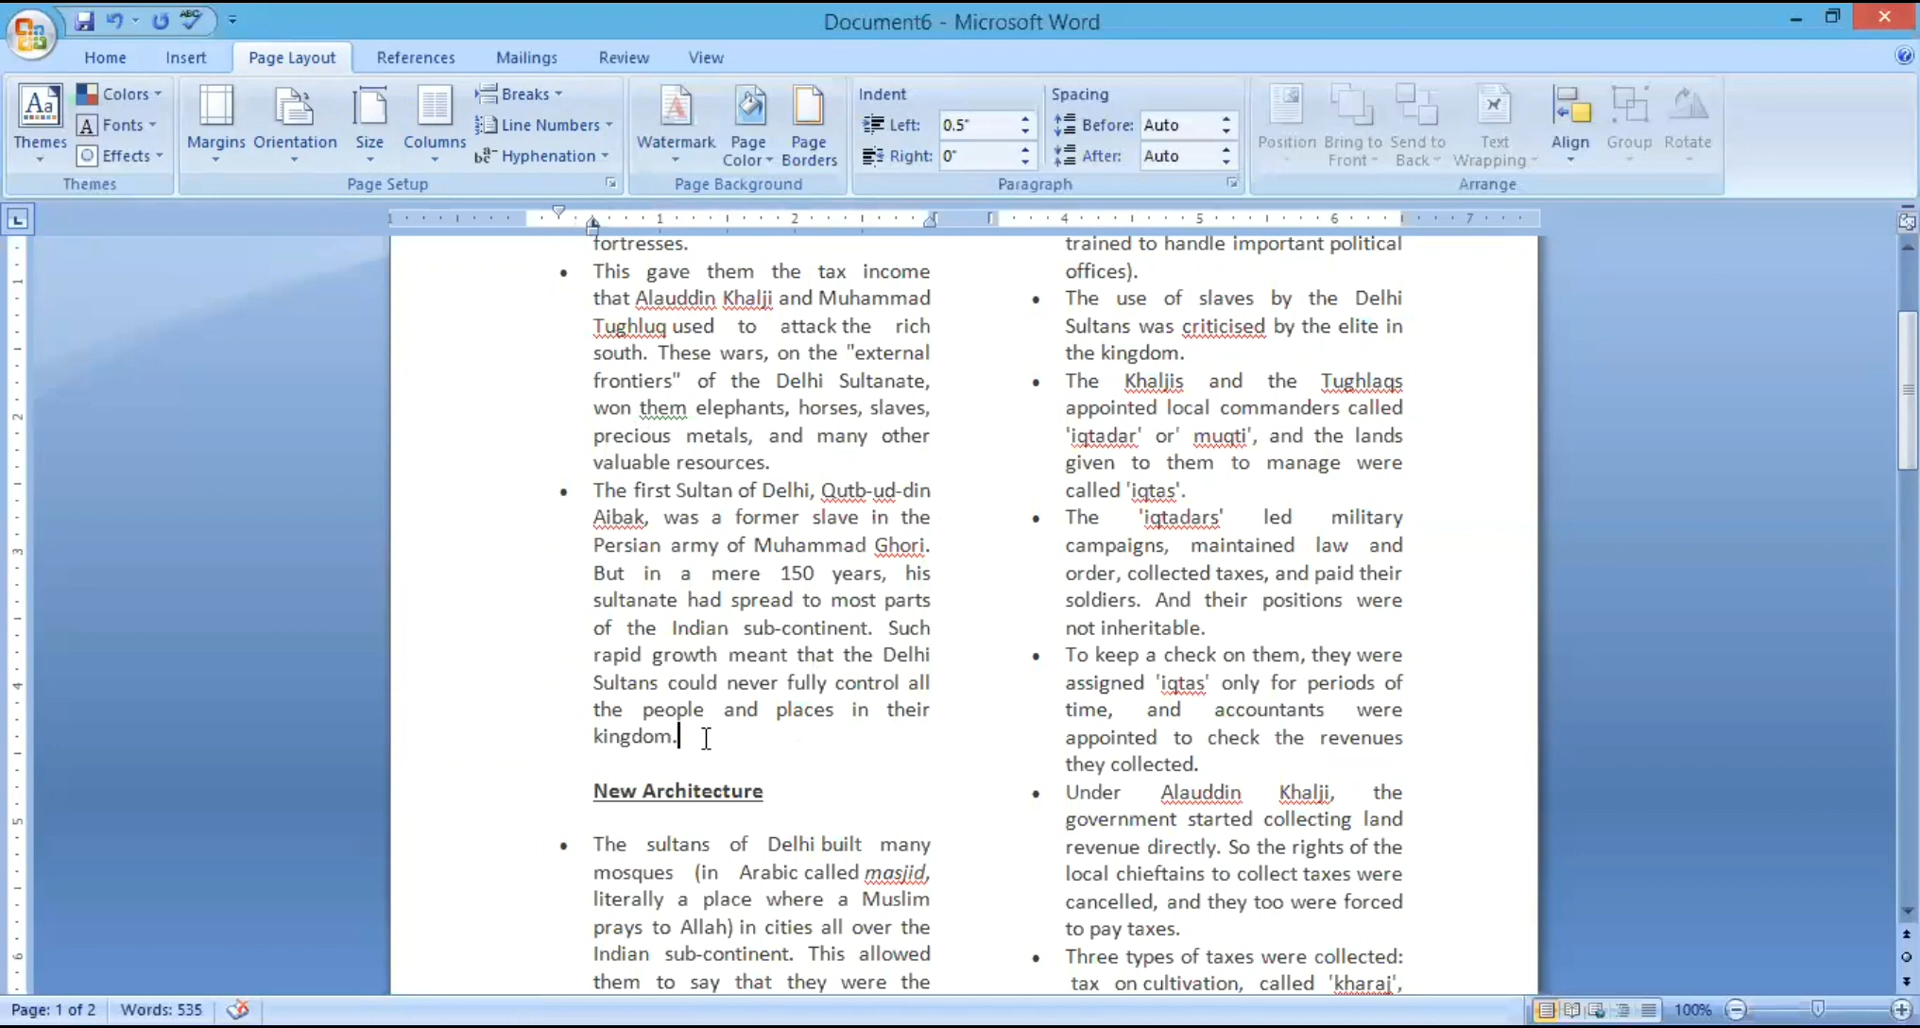 Document6 - Microsoft Word
Home Insert Page Layout References Mailings Review View
Themes
Colors
Fonts
Effects
Themes
Margins
Orientation
Size
Columns
Breaks
Line Numbers
Hyphenation
Page Setup
Watermark
Page Color
Page Borders
Page Background
Indent
Left: 0.5"
Right: 0"
Spacing
Before: Auto
After: Auto
Paragraph
Position
Bring to Front
Send to Back
Text Wrapping
Align
Group
Rotate
Arrange
1 1 2 4 5 6 7
fortresses.
• This gave them the tax income
that Alauddin Khalji and Muhammad
Tughluq used to attack the rich
south. These wars, on the "external
frontiers" of the Delhi Sultanate,
won them elephants, horses, slaves,
precious metals, and many other
valuable resources.
• The first Sultan of Delhi, Qutb-ud-din
Aibak, was a former slave in the
Persian army of Muhammad Ghori.
But in a mere 150 years, his
sultanate had spread to most parts
of the Indian sub-continent. Such
rapid growth meant that the Delhi
Sultans could never fully control all
the people and places in their
kingdom.
New Architecture
• The sultans of Delhi built many
mosques (in Arabic called masjid,
literally a place where a Muslim
prays to Allah) in cities all over the
Indian sub-continent. This allowed
them to say that they were the
trained to handle important political
offices).
• The use of slaves by the Delhi
Sultans was criticised by the elite in
the kingdom.
• The Khaljis and the Tughlaqs
appointed local commanders called
'iqtadar' or' muqti', and the lands
given to them to manage were
called 'iqtas'.
• The 'iqtadars' led military
campaigns, maintained law and
order, collected taxes, and paid their
soldiers. And their positions were
not inheritable.
• To keep a check on them, they were
assigned 'iqtas' only for periods of
time, and accountants were
appointed to check the revenues
they collected.
• Under Alauddin Khalji, the
government started collecting land
revenue directly. So the rights of the
local chieftains to collect taxes were
cancelled, and they too were forced
to pay taxes.
• Three types of taxes were collected:
tax on cultivation, called 'kharaj',
Page: 1 of 2 Words: 535 100%